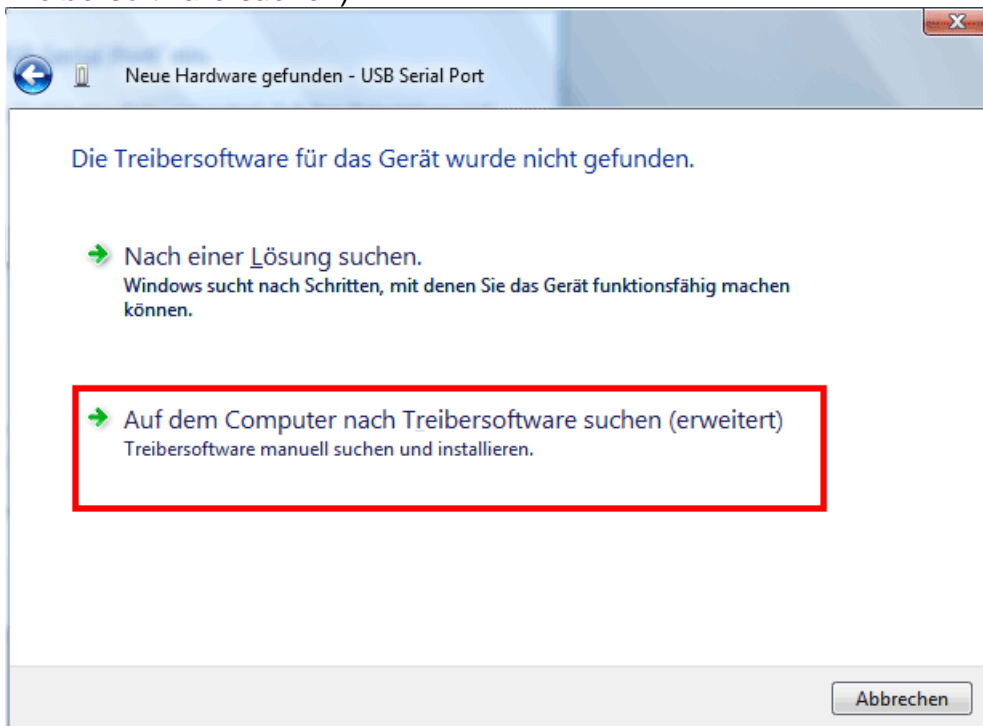 Neue Hardware gefunden - USB Serial Port
Die Treibersoftware für das Gerät wurde nicht gefunden.
Nach einer Lösung suchen.
Windows sucht nach Schritten, mit denen Sie das Gerät funktionsfähig machen
können.
Auf dem Computer nach Treibersoftware suchen (erweitert)
Treibersoftware manuell suchen und installieren.
Abbrechen